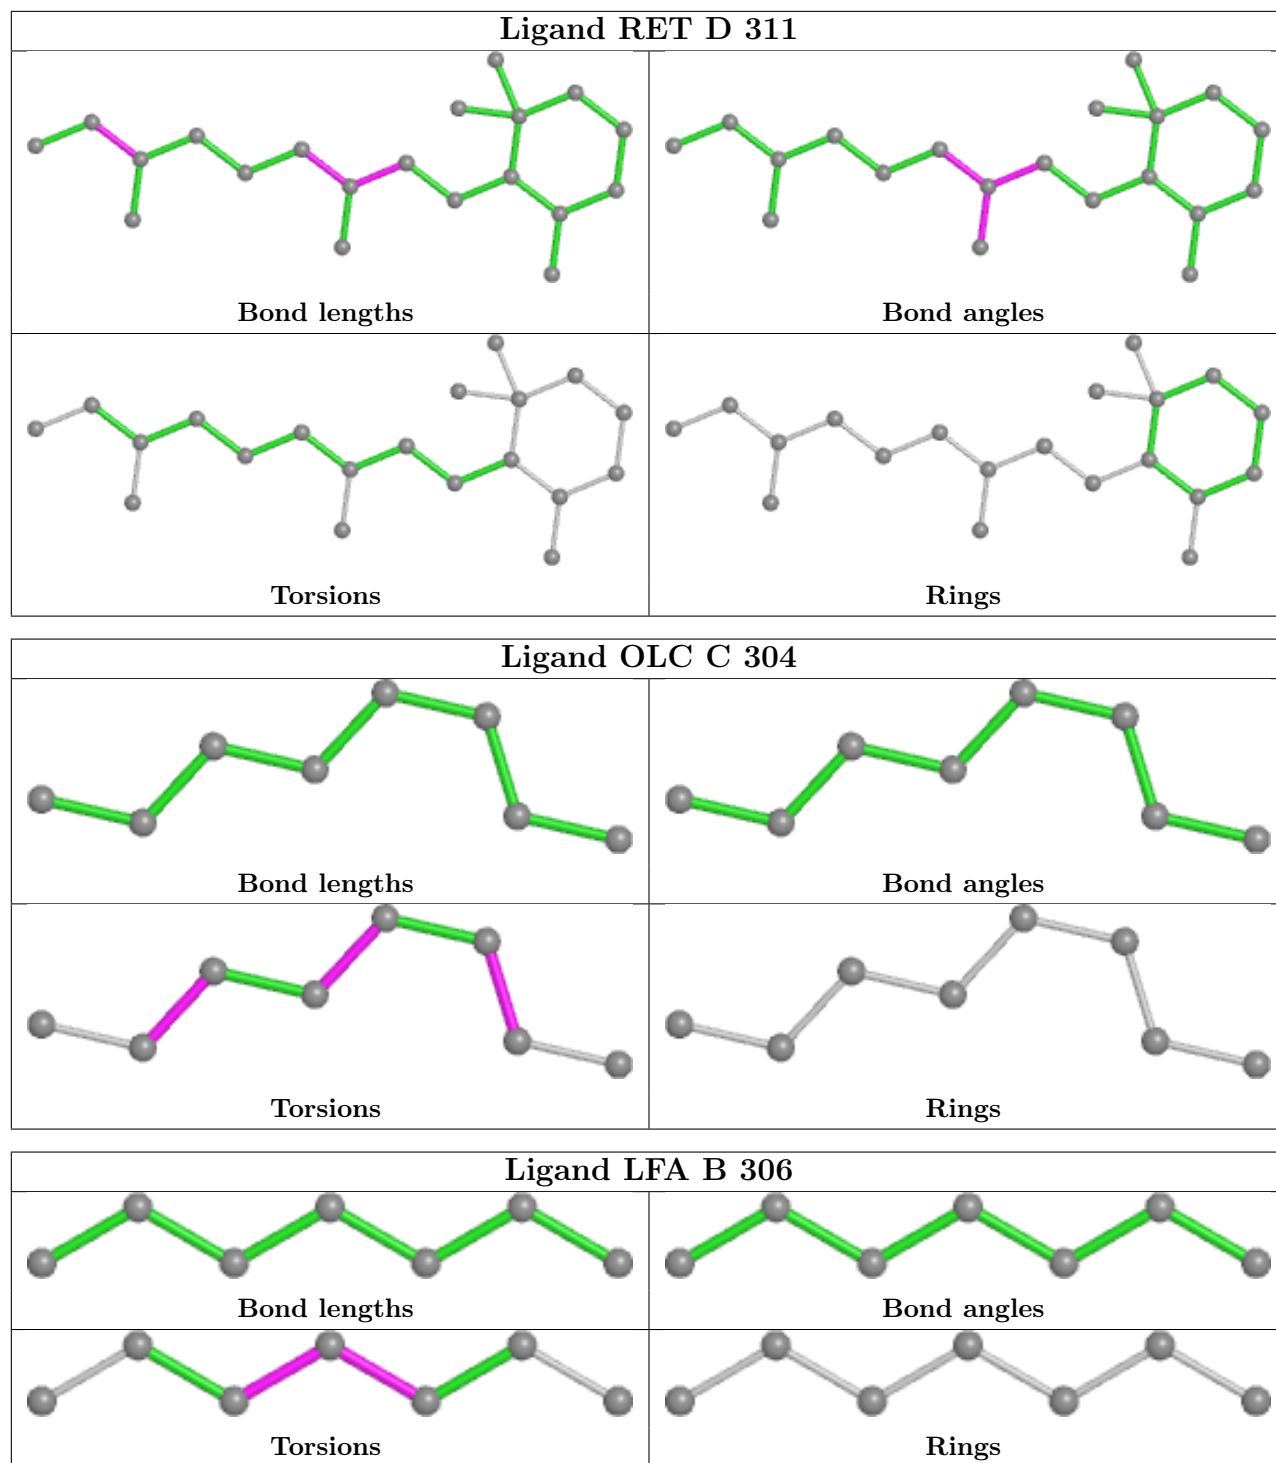 Ligand RET D 311
Bond lengths
Bond angles
Torsions
Rings
Ligand OLC C 304
Bond lengths
Bond angles
Torsions
Rings
Ligand LFA B 306
Bond lengths
Bond angles
Torsions
Rings